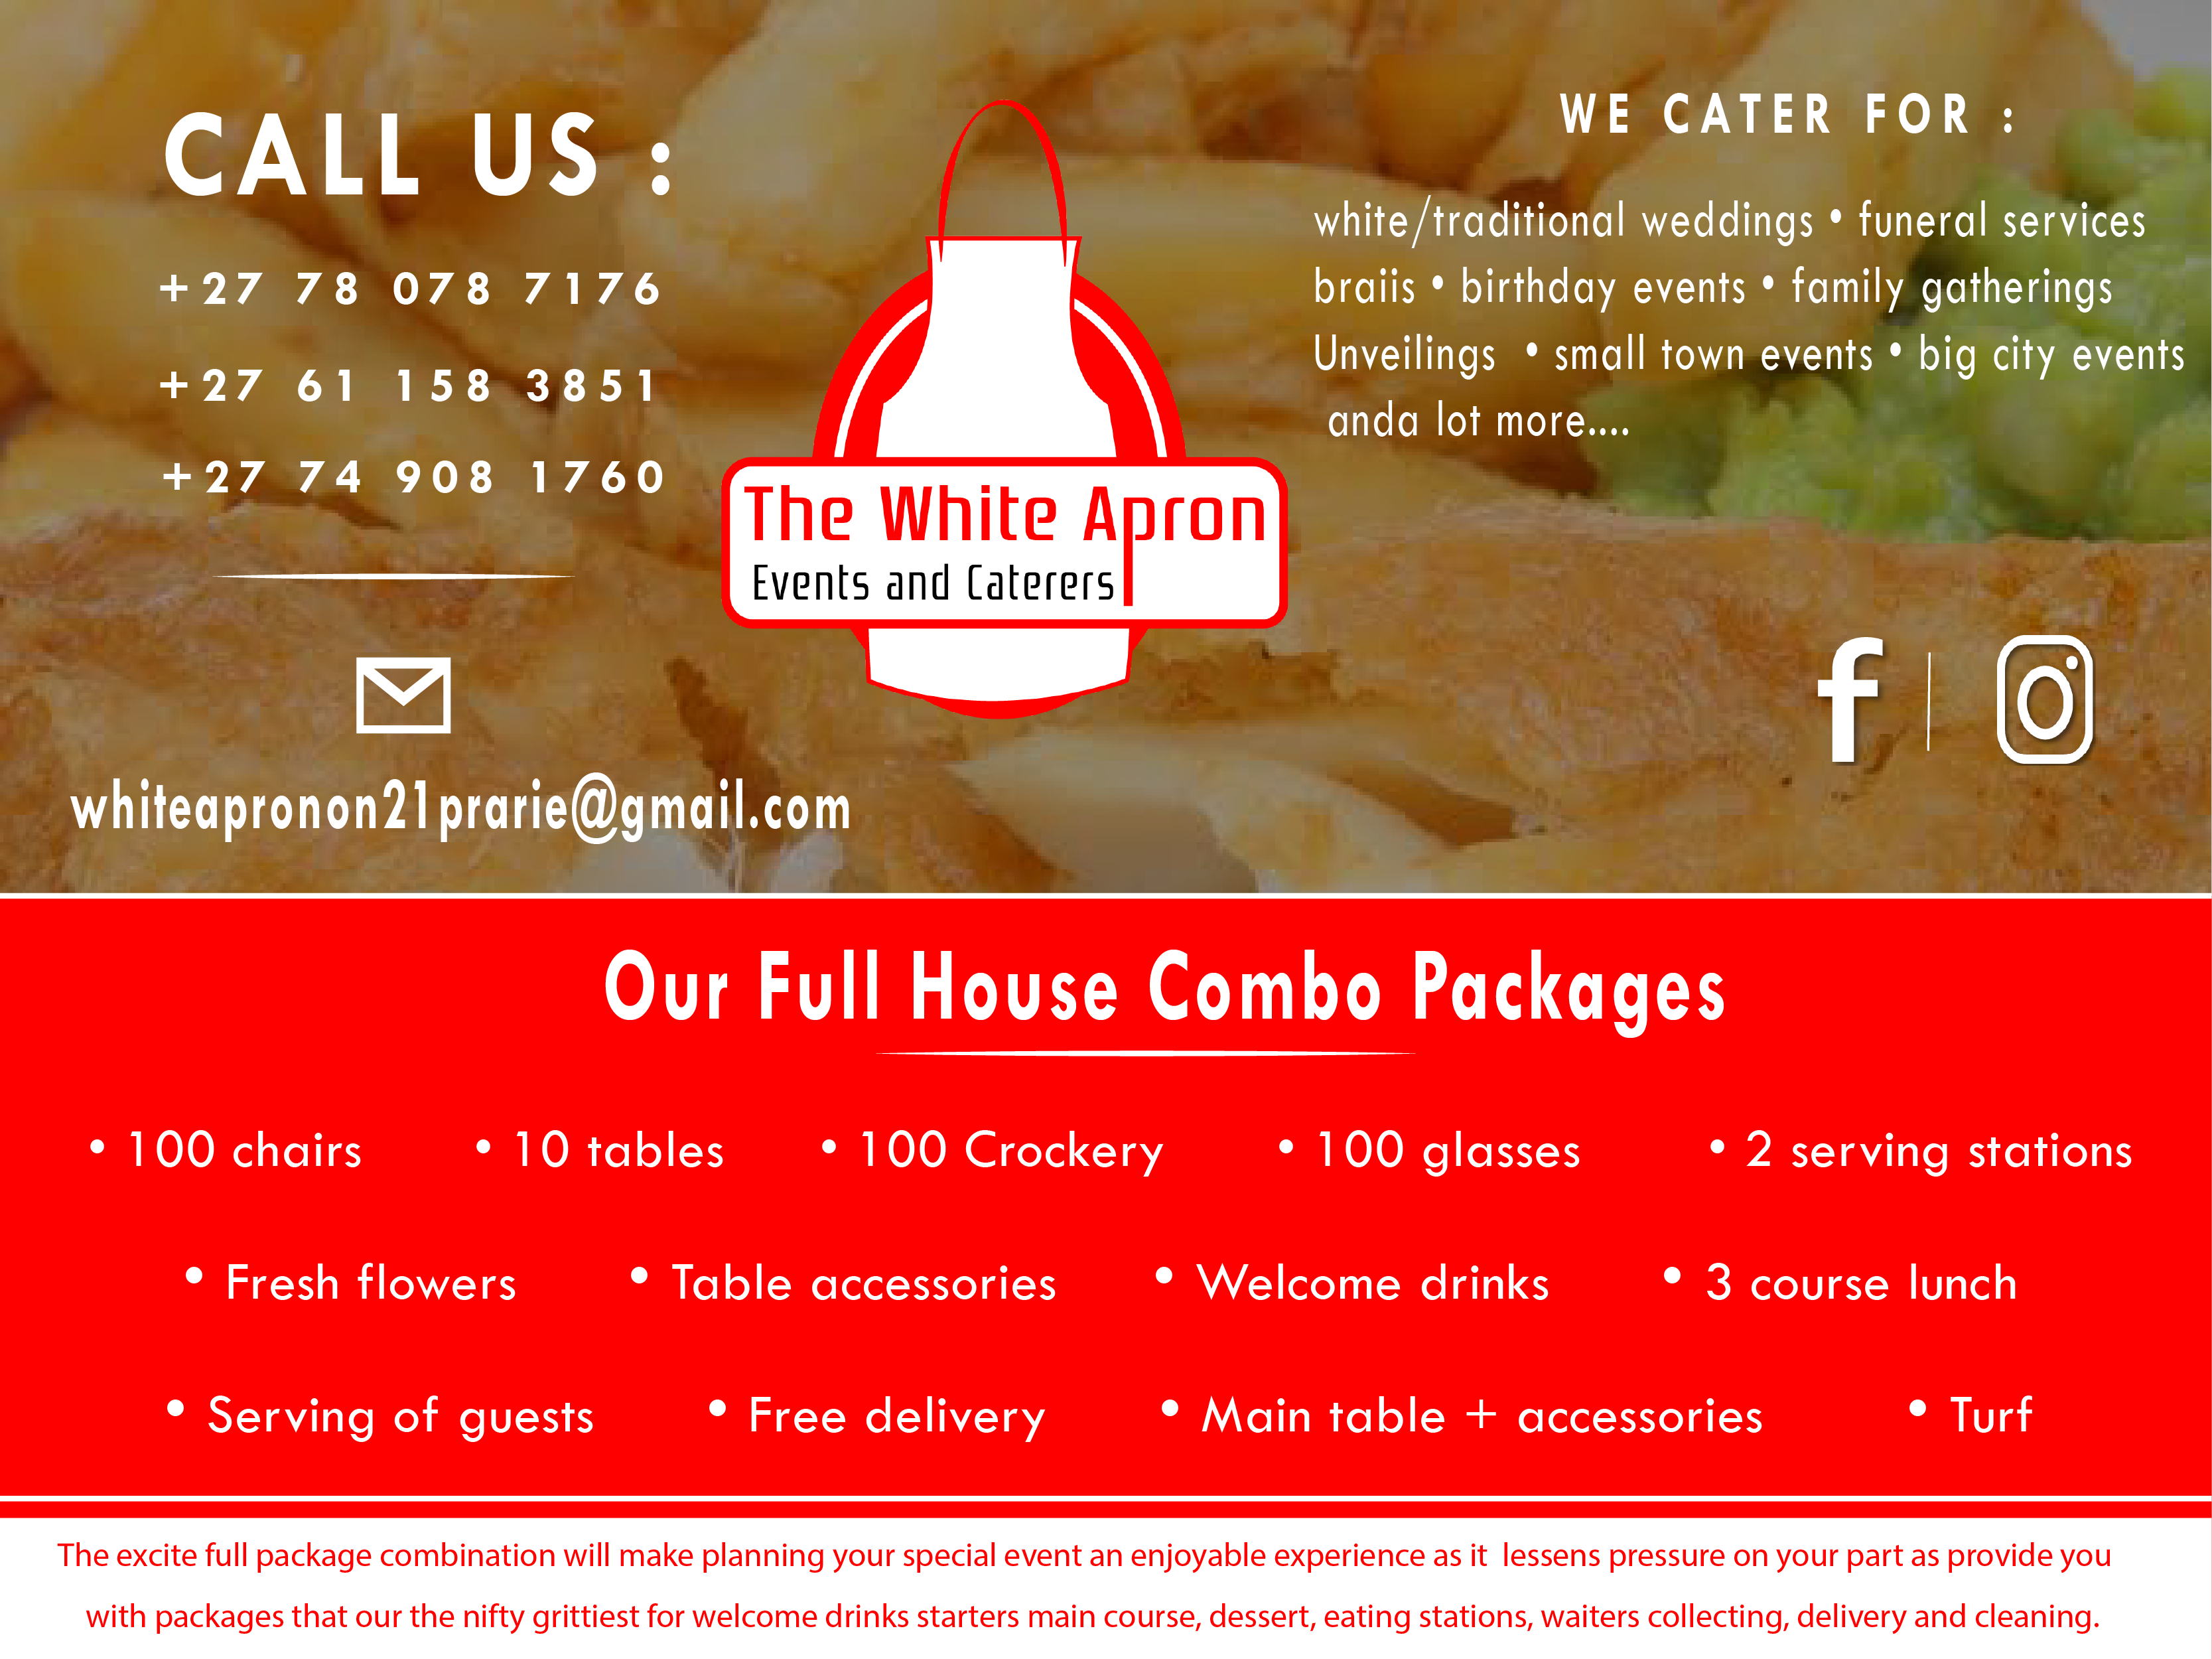 CALL US :
+27 78 078 7176
+27 61 158 3851
+27 74 908 1760
whiteapronon21prarie@gmail.com
The White Apron
Events and Caterers
WE CATER FOR :
white/traditional weddings • funeral services
braiis • birthday events • family gatherings
Unveilings • small town events • big city events
anda lot more....
f
Our Full House Combo Packages
• 100 chairs • 10 tables • 100 Crockery • 100 glasses • 2 serving stations
• Fresh flowers • Table accessories • Welcome drinks • 3 course lunch
• Serving of guests • Free delivery • Main table + accessories • Turf
The excite full package combination will make planning your special event an enjoyable experience as it lessens pressure on your part as provide you
with packages that our the nifty grittiest for welcome drinks starters main course, dessert, eating stations, waiters collecting, delivery and cleaning.